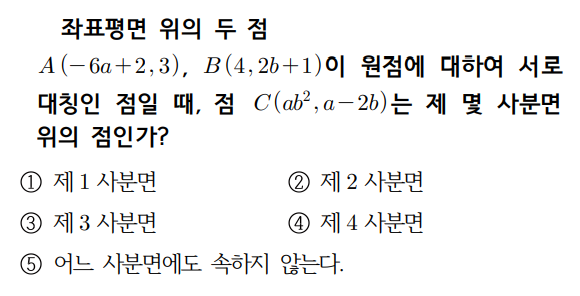 좌표평면 위의 두 점
A(-6a+2, 3), B(4, 2b+1)이 원점에 대하여 서로
대칭인 점일 때, 점 C(ab², a-2b)는 제 몇 사분면
위의 점인가?
① 제 1 사분면 ② 제 2 사분면
③ 제 3 사분면 ④ 제 4 사분면
⑤ 어느 사분면에도 속하지 않는다.